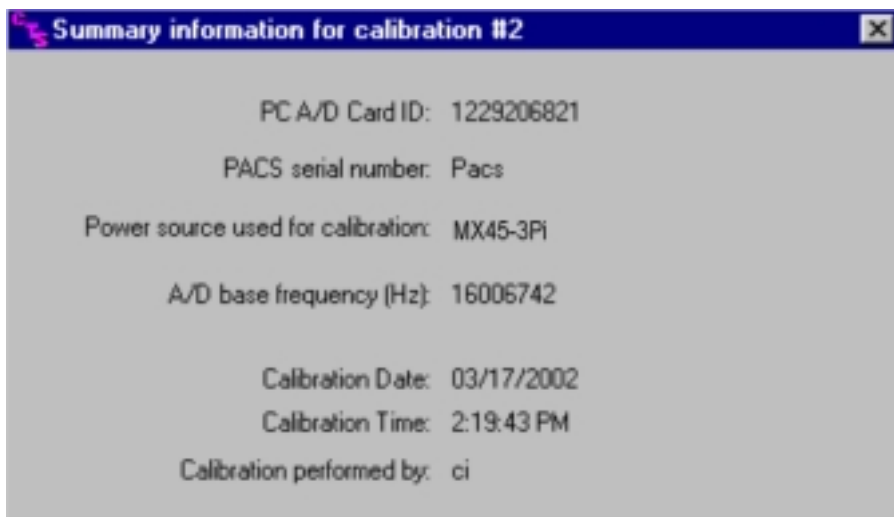 CTS Summary information for calibration #2
PC A/D Card ID: 1229206821
PACS serial number: Pacs
Power source used for calibration: MX45-3Pi
A/D base frequency (Hz): 16006742
Calibration Date: 03/17/2002
Calibration Time: 2:19:43 PM
Calibration performed by: ci